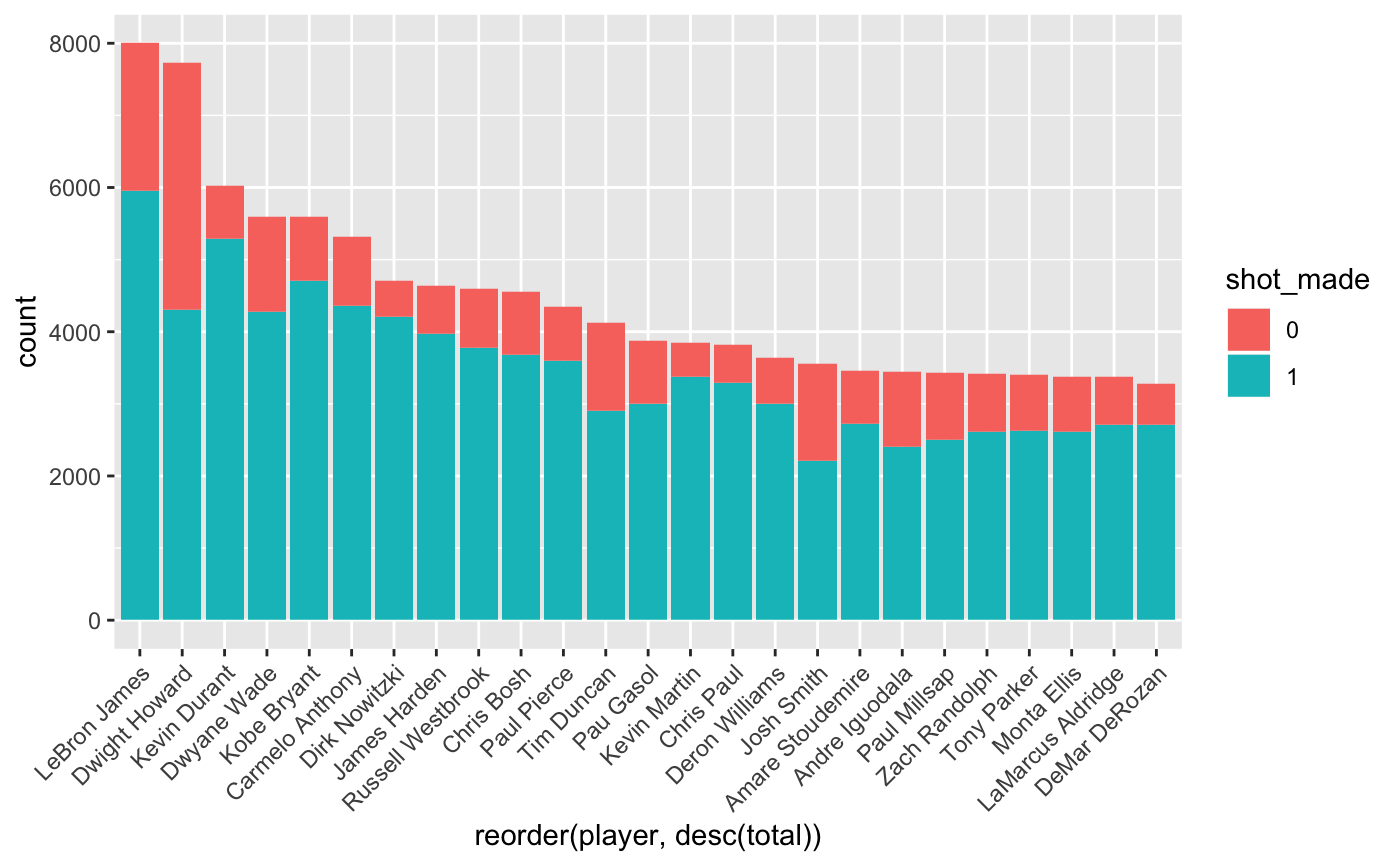 8000
6000
4000
2000
0
count
LeBron James
Dwight Howard
Kevin Durant
Dwyane Wade
Kobe Bryant
Carmelo Anthony
Dirk Nowitzki
James Harden
Russell Westbrook
Chris Bosh
Paul Pierce
Tim Duncan
Pau Gasol
Kevin Martin
Chris Paul
Deron Williams
Josh Smith
Amare Stoudemire
Andre Iguodala
Paul Millsap
Zach Randolph
Tony Parker
Monta Ellis
LaMarcus Aldridge
DeMar DeRozan
reorder(player, desc(total))
shot_made
0
1